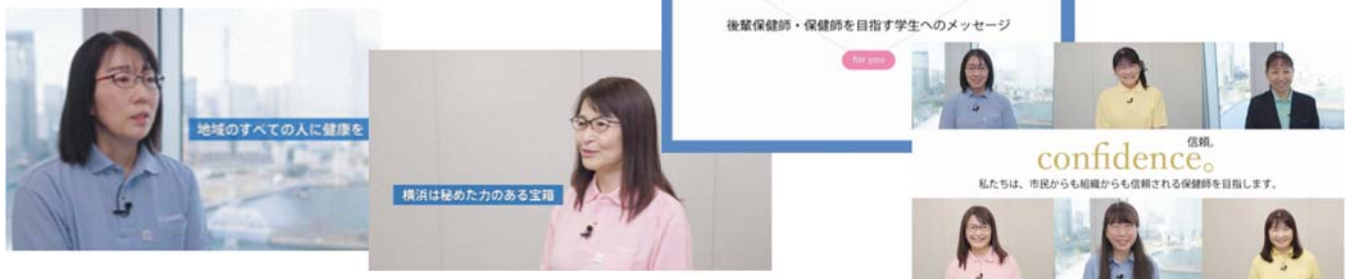 地域のすべての人に健康を
横浜は秘めた力のある宝箱
後輩保健師・保健師を目指す学生へのメッセージ
for you
信頼。
confidence。
私たちは、市民からも組織からも信頼される保健師を目指します。